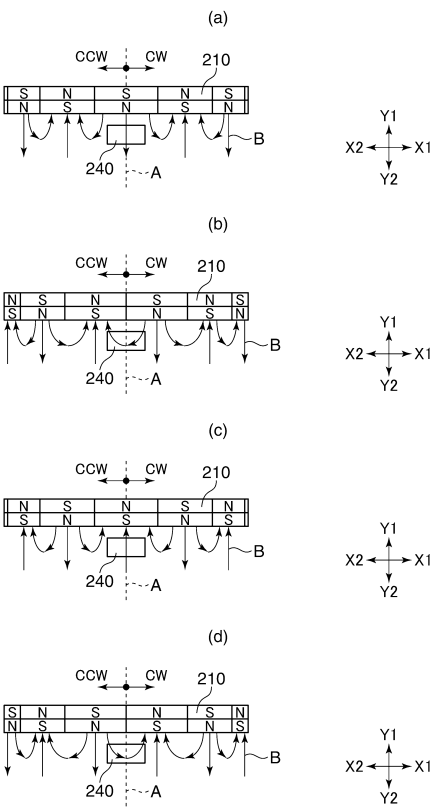 (a)
CCW CW
210
S N S N S
N S N S N
240
A
B
Y1
X2 X1
Y2
(b)
CCW CW
210
N S N S N S
S N S N S N
240
A
B
Y1
X2 X1
Y2
(c)
CCW CW
210
N S N S N
S N S N S
240
A
B
Y1
X2 X1
Y2
(d)
CCW CW
210
S N S N S N
N S N S N S
240
A
B
Y1
X2 X1
Y2